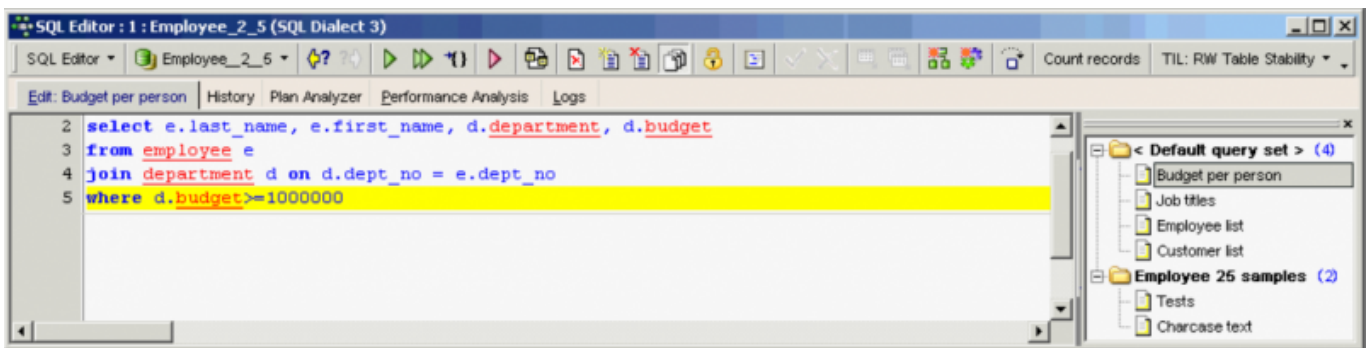 SQL Editor : 1 : Employee_2_5 (SQL Dialect 3)
SQL Editor Employee__2__5 Count records TIL: RW Table Stability
Edit: Budget per person History Plan Analyzer Performance Analysis Logs
2 select e.last_name, e.first_name, d.department, d.budget
3 from employee e
4 join department d on d.dept_no = e.dept_no
5 where d.budget>=1000000
< Default query set > (4)
Budget per person
Job titles
Employee list
Customer list
Employee 25 samples (2)
Tests
Charcase text